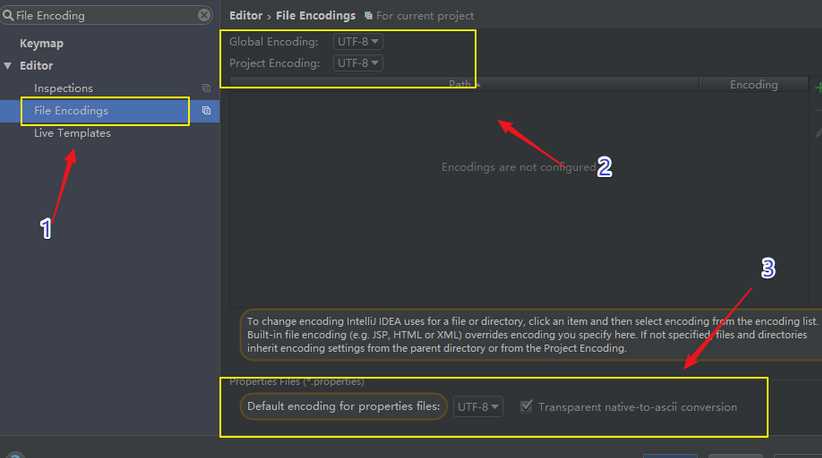 File Encoding
Editor › File Encodings For current project
Keymap
Editor
Inspections
File Encodings
Live Templates
1
Global Encoding: UTF-8
Project Encoding: UTF-8
Path Encoding
Encodings are not configured
2
3
To change encoding IntelliJ IDEA uses for a file or directory, click an item and then select encoding from the encoding list.
Built-in file encoding (e.g. JSP, HTML or XML) overrides encoding you specify here. If not specified, files and directories
inherit encoding settings from the parent directory or from the Project Encoding.
Properties Files (*.properties)
Default encoding for properties files: UTF-8 Transparent native-to-ascii conversion